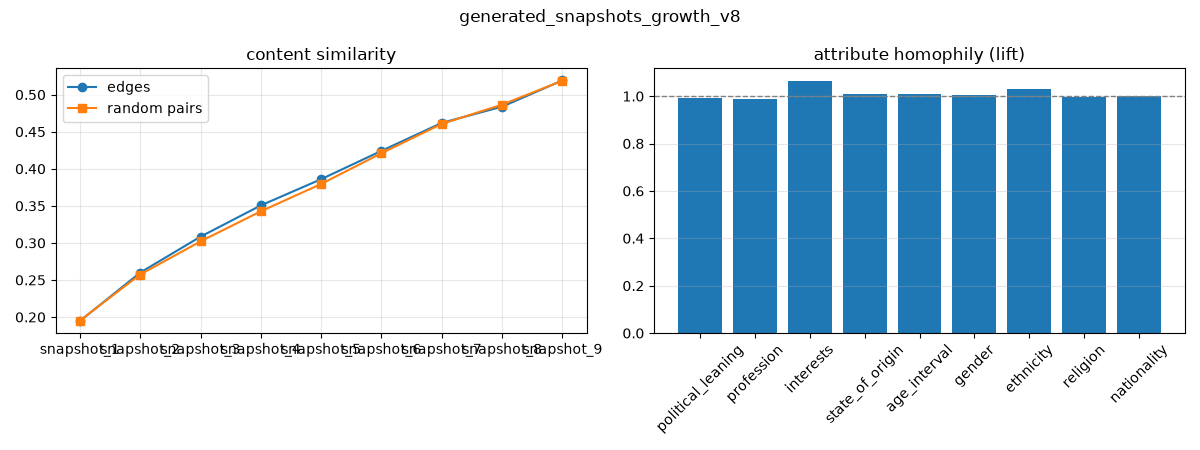 generated_snapshots_growth_v8
content similarity
edges
random pairs
0.50
0.45
0.40
0.35
0.30
0.25
0.20
snapshot_1
snapshot_2
snapshot_3
snapshot_4
snapshot_5
snapshot_6
snapshot_7
snapshot_8
snapshot_9
attribute homophily (lift)
1.0
0.8
0.6
0.4
0.2
0.0
political_leaning
profession
interests
state_of_origin
age_interval
gender
ethnicity
religion
nationality